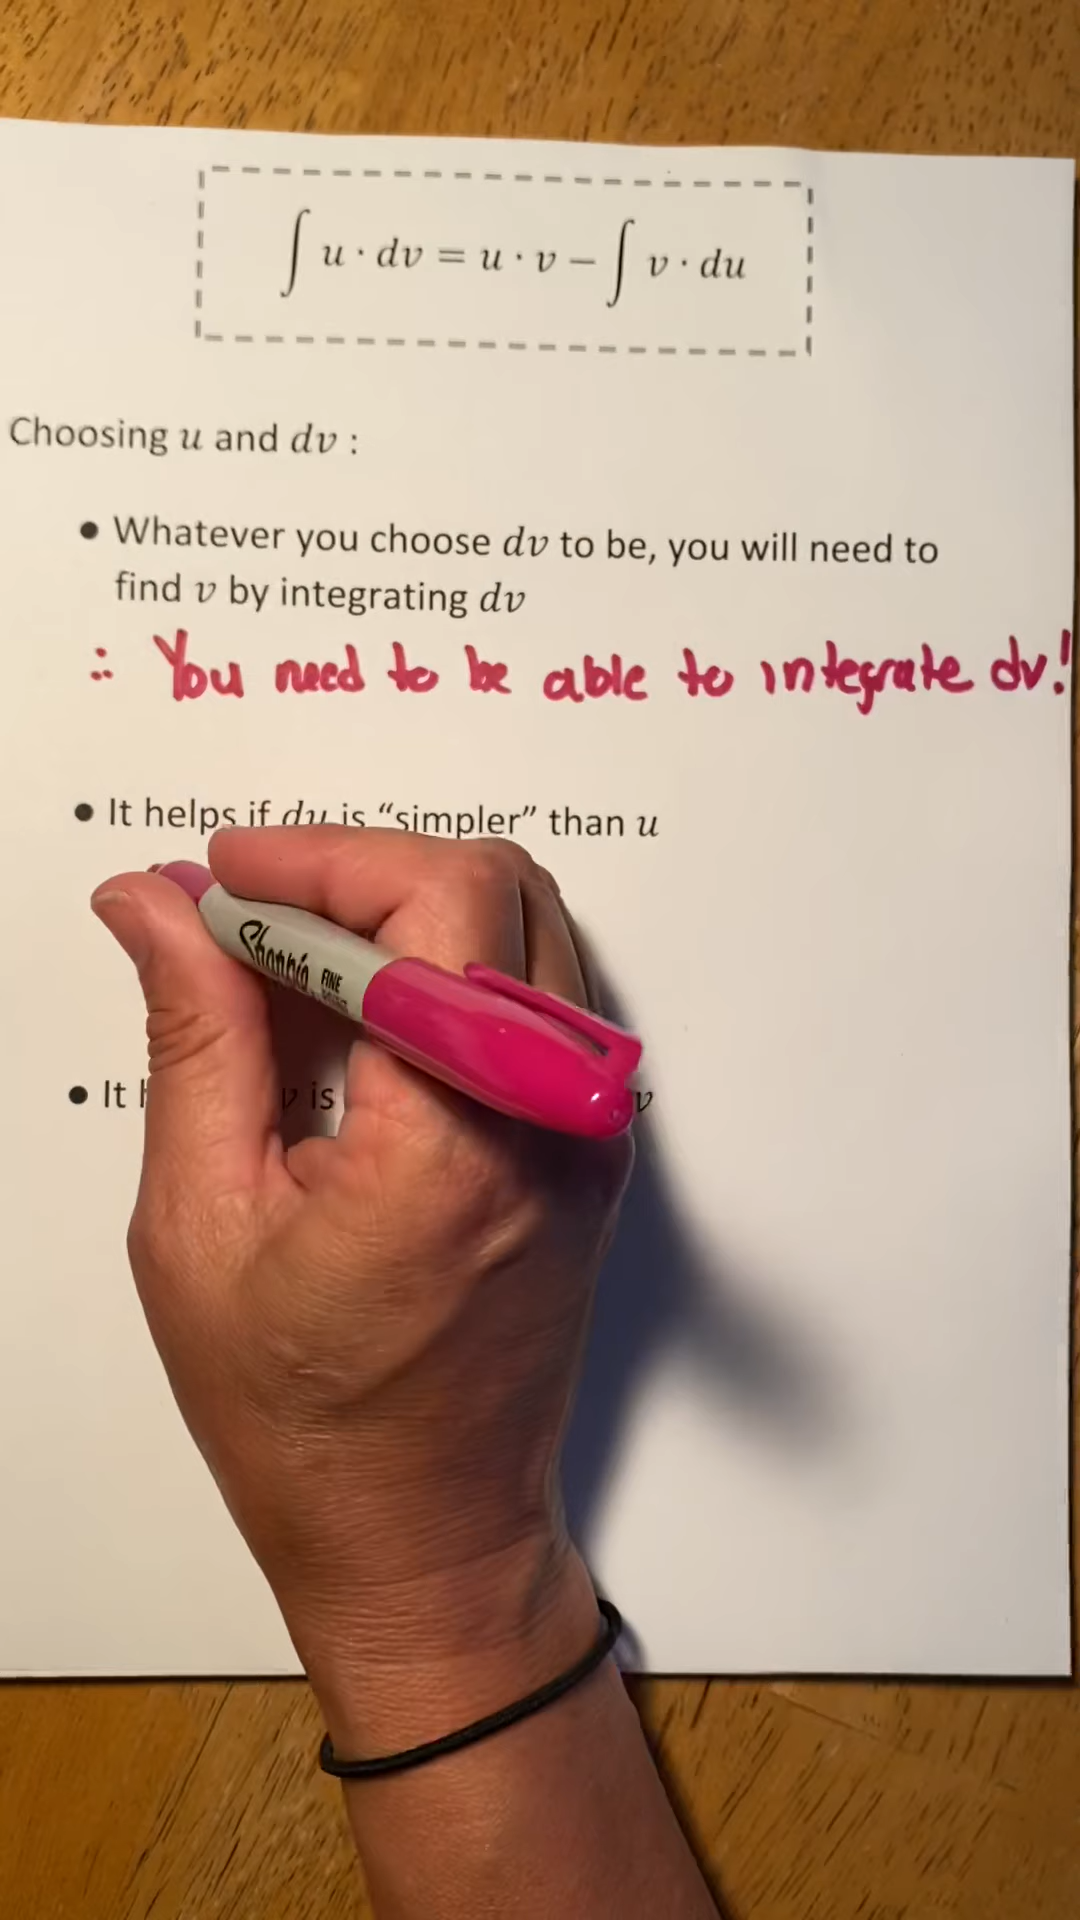 ∫ u · dv = u · v − ∫ v · du
Choosing u and dv :
● Whatever you choose dv to be, you will need to
find v by integrating dv
∴ You need to be able to integrate dv!
● It helps if du is “simpler” than u
Sharpie
FINE
● It v is v